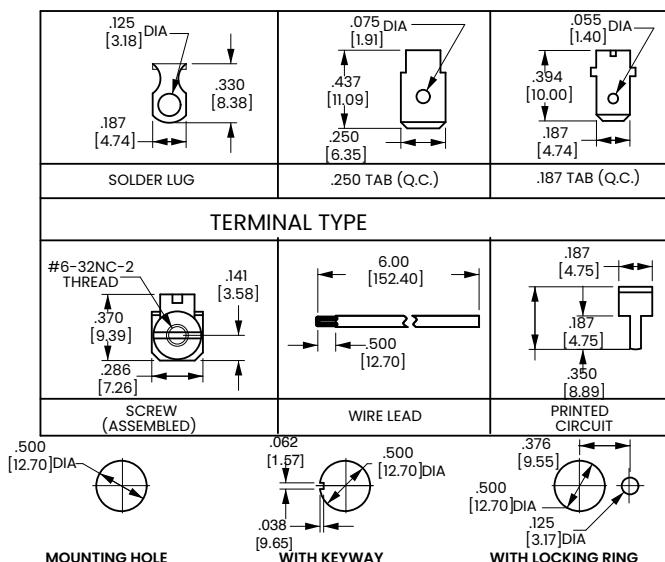 .125
[3.18]
DIA
.330
[8.38]
.187
[4.74]
SOLDER LUG
.075
[1.91]
DIA
.437
[11.09]
.250
[6.35]
.250 TAB (Q.C.)
.055
[1.40]
DIA
.394
[10.00]
.187
[4.74]
.187 TAB (Q.C.)
TERMINAL TYPE
#6-32NC-2
THREAD
.141
[3.58]
.370
[9.39]
.286
[7.26]
SCREW
(ASSEMBLED)
6.00
[152.40]
.500
[12.70]
WIRE LEAD
.187
[4.75]
.187
[4.75]
.350
[8.89]
PRINTED
CIRCUIT
.500
[12.70]DIA
MOUNTING HOLE
.062
[1.57]
.500
[12.70]DIA
.038
[9.65]
WITH KEYWAY
.376
[9.55]
.500
[12.70]DIA
.125
[3.17]DIA
WITH LOCKING RING